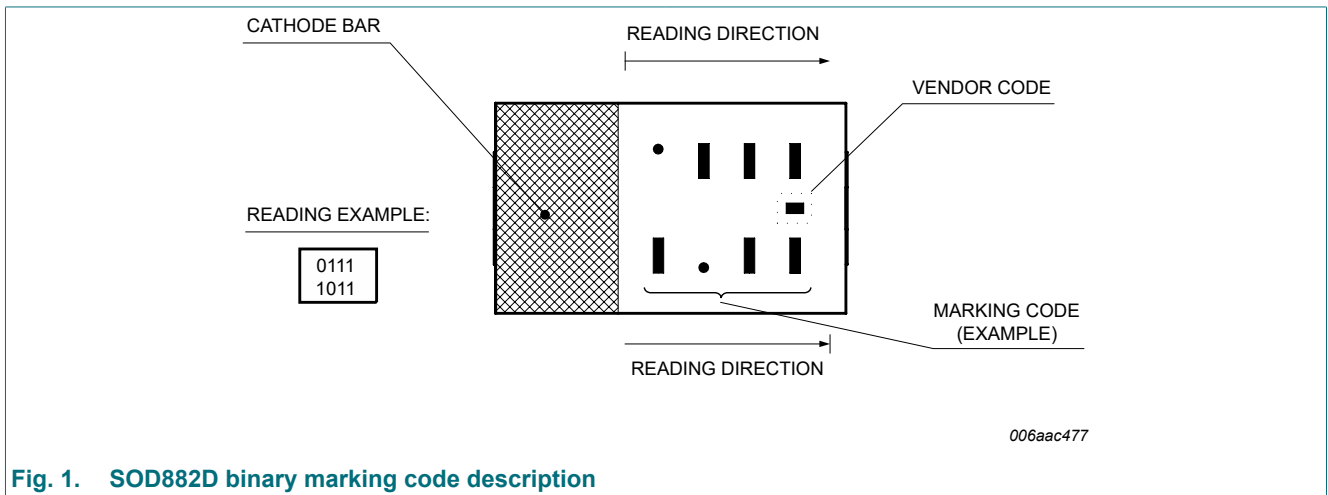 CATHODE BAR
READING DIRECTION
VENDOR CODE
READING EXAMPLE:
0111
1011
MARKING CODE
(EXAMPLE)
READING DIRECTION
006aac477
Fig. 1. SOD882D binary marking code description